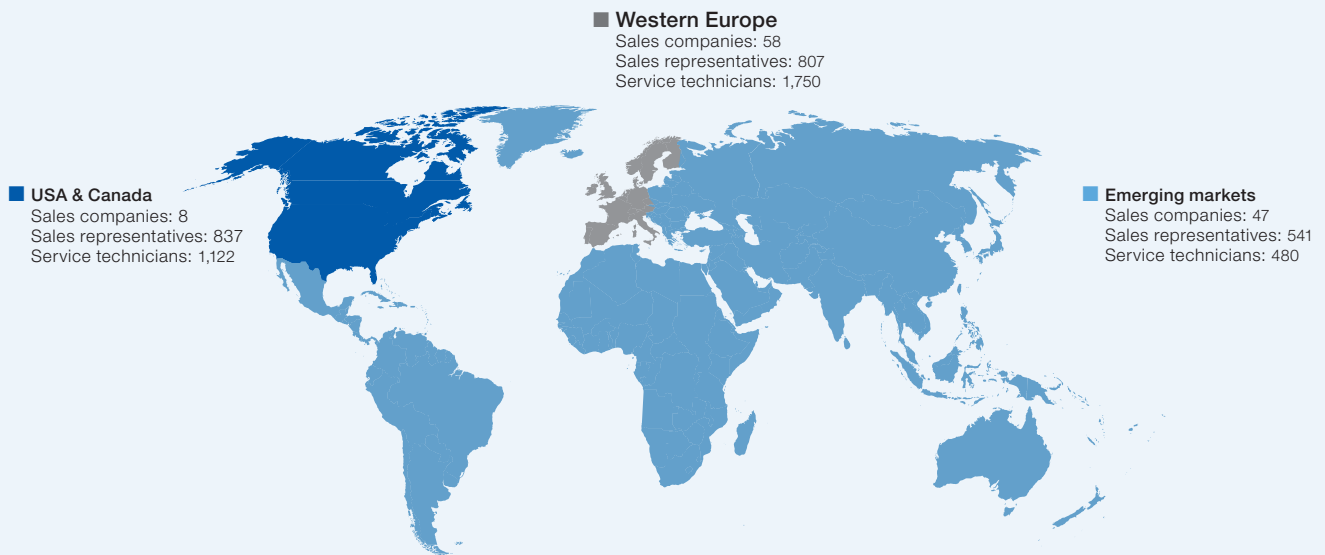 Western Europe
Sales companies: 58
Sales representatives: 807
Service technicians: 1,750
USA & Canada
Sales companies: 8
Sales representatives: 837
Service technicians: 1,122
Emerging markets
Sales companies: 47
Sales representatives: 541
Service technicians: 480